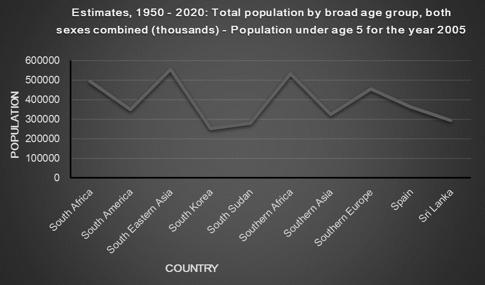 Estimates, 1950 - 2020: Total population by broad age group, both
sexes combined (thousands) - Population under age 5 for the year 2005
POPULATION
600000
500000
400000
300000
200000
100000
0
South Africa
South America
South Eastern Asia
South Korea
South Sudan
Southern Africa
Southern Asia
Southern Europe
Spain
Sri Lanka
COUNTRY